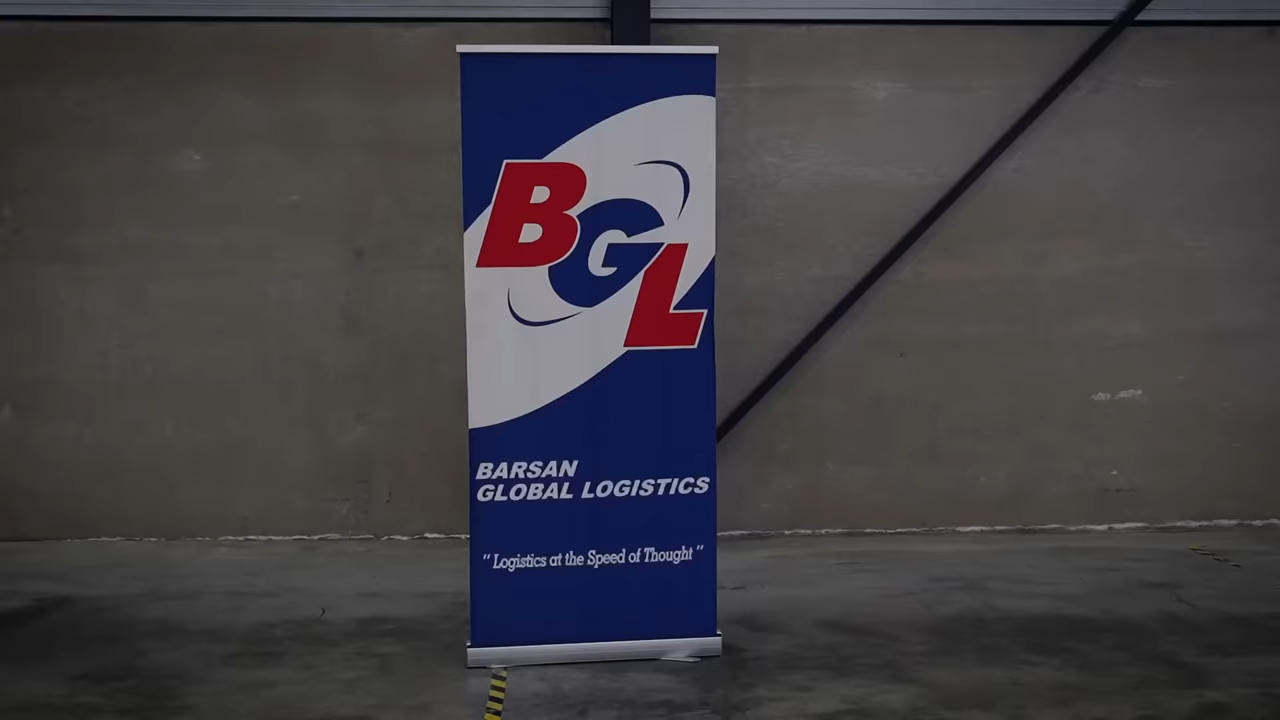 BGL
BARSAN
GLOBAL LOGISTICS
" Logistics at the Speed of Thought "